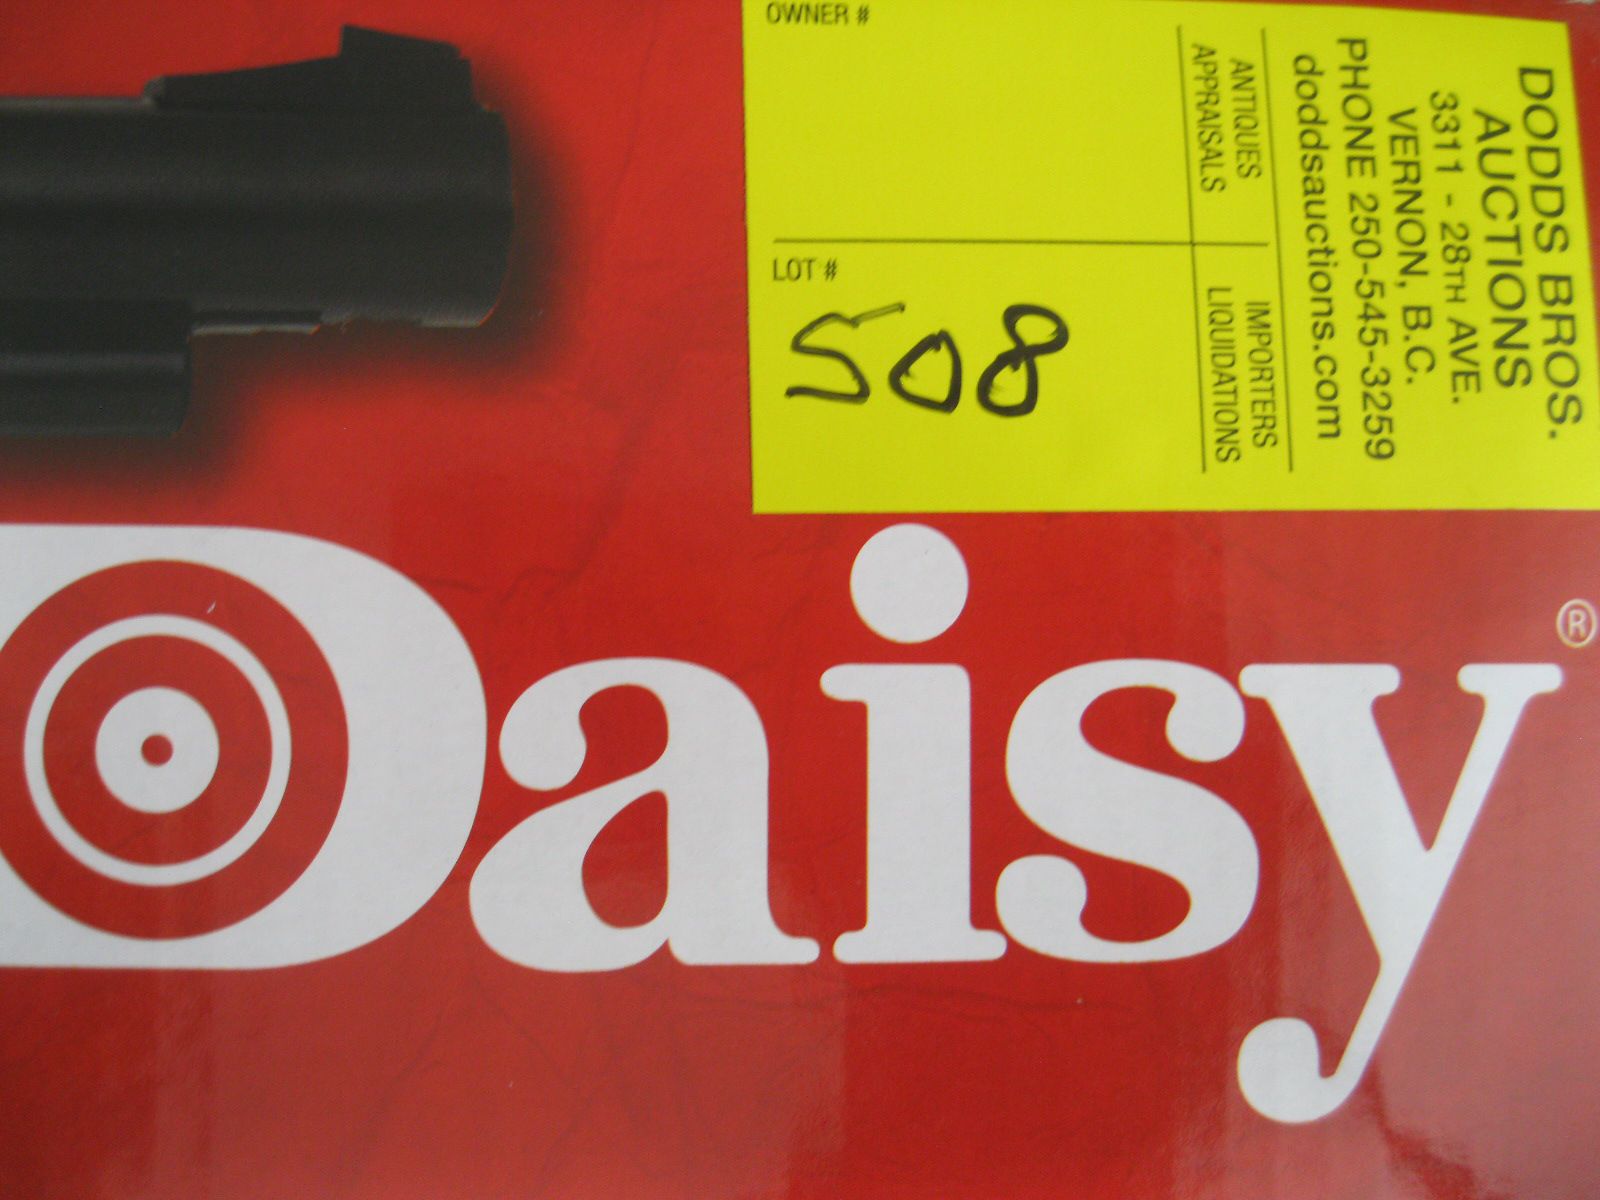 OWNER #
LOT #
508
ANTIQUES
APPRAISALS
IMPORTERS
LIQUIDATIONS
DODDS BROS.
AUCTIONS
3311 - 28TH AVE.
VERNON, B.C.
PHONE 250-545-3259
doddsauctions.com
Daisy®